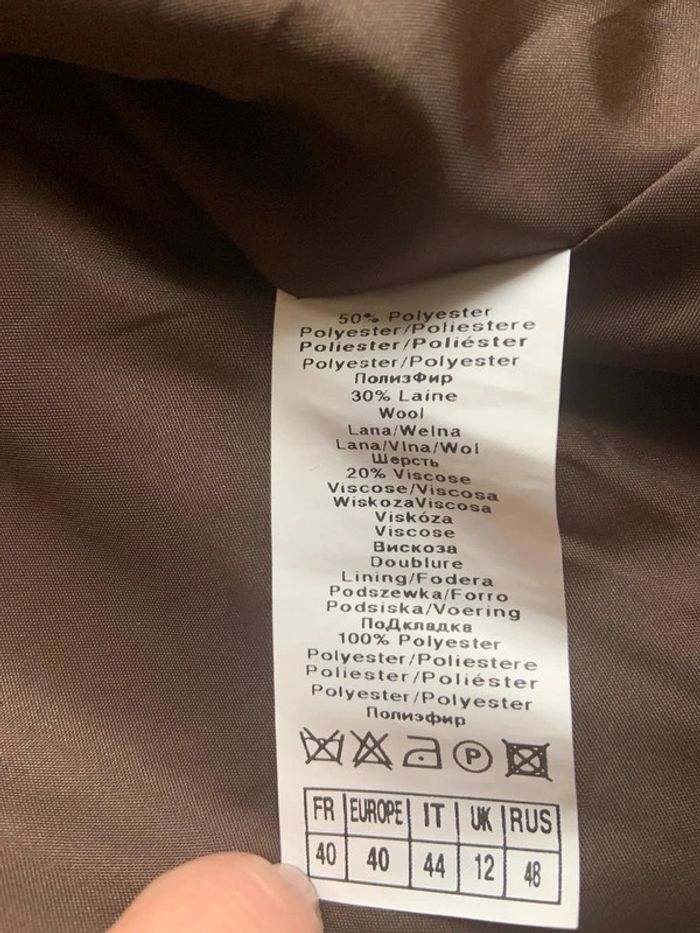 50% Polyester
Polyester/Poliestere
Poliester/Poliéster
Polyester/Polyester
ПолизФир
30% Laine
Wool
Lana/Welna
Lana/Vlna/Wol
Шерсть
20% Viscose
Viscose/Viscosa
WiskozaViscosa
Viskóza
Viscose
Вискоза
Doublure
Lining/Fodera
Podszewka/Forro
Podsiska/Voering
ПоДкладка
100% Polyester
Polyester/Poliestere
Poliester/Poliéster
Polyester/Polyester
Полизфир
P
FR EUROPE IT UK RUS
40 40 44 12 48